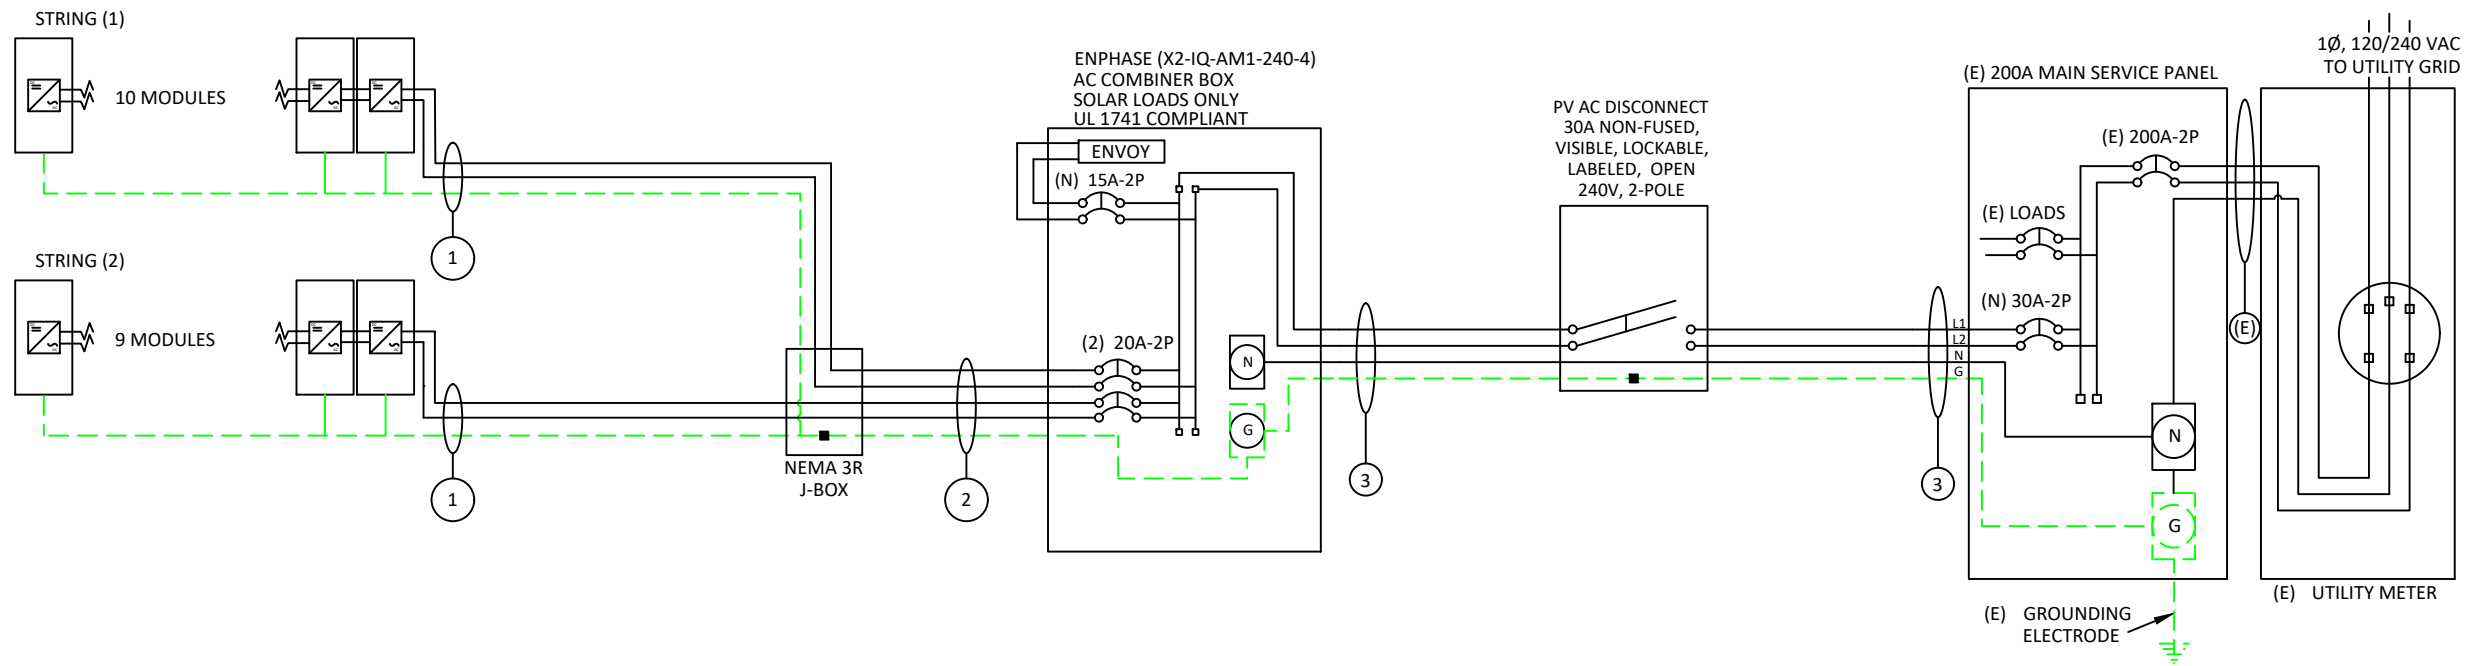 STRING (1)
10 MODULES
1
STRING (2)
9 MODULES
1
NEMA 3R
J-BOX
2
ENPHASE (X2-IQ-AM1-240-4)
AC COMBINER BOX
SOLAR LOADS ONLY
UL 1741 COMPLIANT
ENVOY
(N) 15A-2P
(2) 20A-2P
N
G
3
PV AC DISCONNECT
30A NON-FUSED,
VISIBLE, LOCKABLE,
LABELED, OPEN
240V, 2-POLE
3
L1
L2
N
G
(E) 200A MAIN SERVICE PANEL
(E) 200A-2P
(E) LOADS
(N) 30A-2P
N
G
(E)
1Ø, 120/240 VAC
TO UTILITY GRID
(E) UTILITY METER
(E) GROUNDING
ELECTRODE